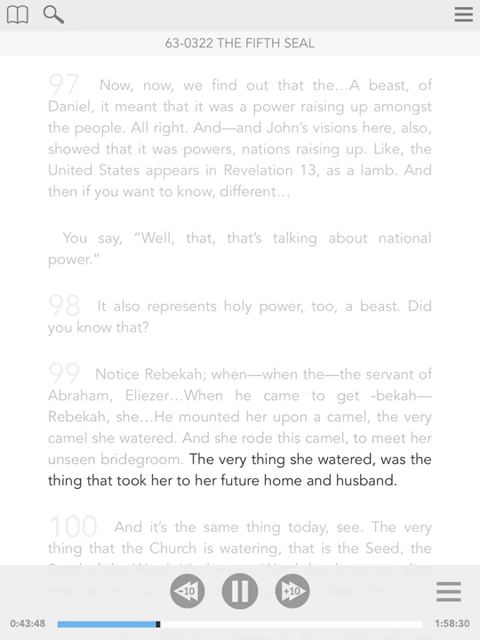 63-0322 THE FIFTH SEAL
97 Now, now, we find out that the…A beast, of
Daniel, it meant that it was a power raising up amongst
the people. All right. And—and John's visions here, also,
showed that it was powers, nations raising up. Like, the
United States appears in Revelation 13, as a lamb. And
then if you want to know, different…
You say, “Well, that, that's talking about national
power.”
98 It also represents holy power, too, a beast. Did
you know that?
99 Notice Rebekah; when—when the—the servant of
Abraham, Eliezer…When he came to get -bekah—
Rebekah, she…He mounted her upon a camel, the very
camel she watered. And she rode this camel, to meet her
unseen bridegroom. The very thing she watered, was the
thing that took her to her future home and husband.
100 And it's the same thing today, see. The very
thing that the Church is watering, that is the Seed, the
-10
+10
0:43:48
1:58:30